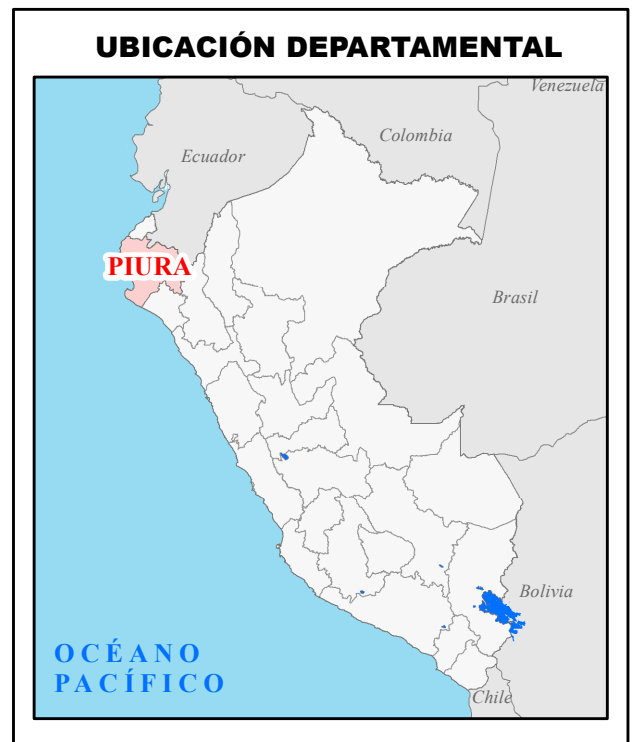 UBICACIÓN DEPARTAMENTAL
Venezuela
Colombia
Ecuador
PIURA
Brasil
Bolivia
OCÉANO
PACÍFICO
Chile